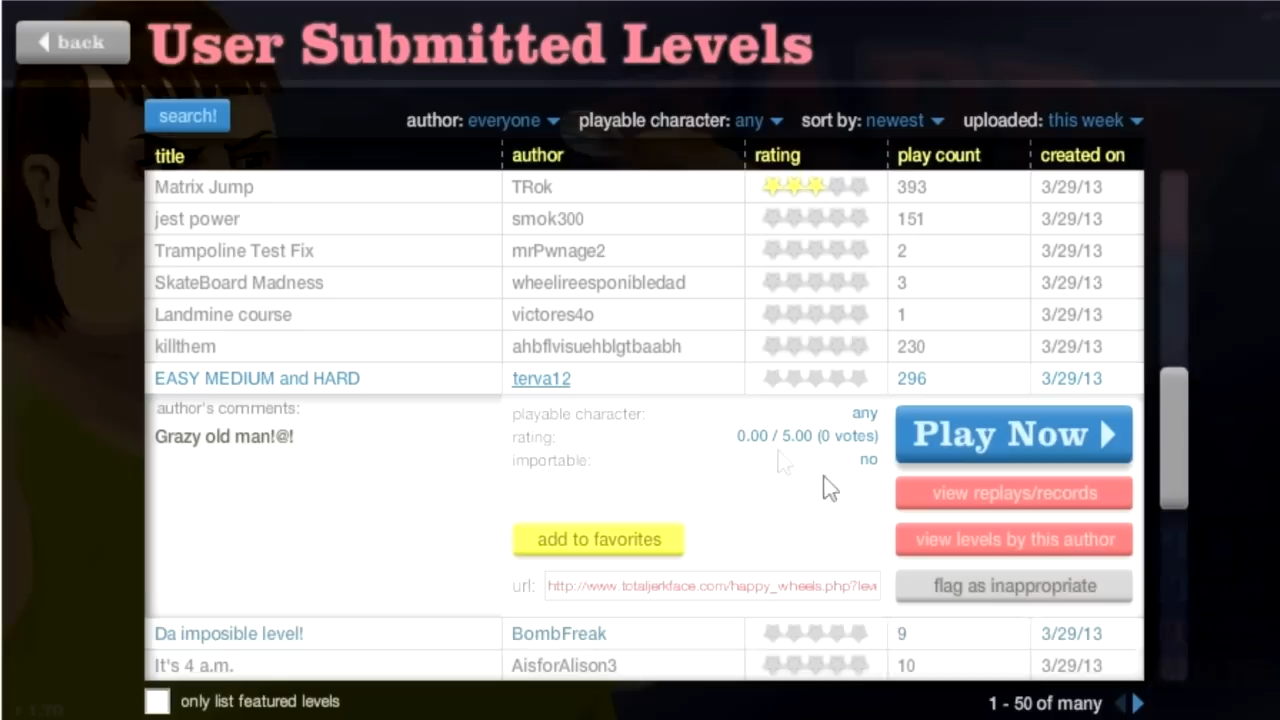 back
User Submitted Levels
search!
author: everyone playable character: any sort by: newest uploaded: this week
title author rating play count created on
Matrix Jump TRok 393 3/29/13
jest power smok300 151 3/29/13
Trampoline Test Fix mrPwnage2 2 3/29/13
SkateBoard Madness wheelireesponibledad 3 3/29/13
Landmine course victores4o 1 3/29/13
killthem ahbflvisuehblgtbaabh 230 3/29/13
EASY MEDIUM and HARD terva12 296 3/29/13
author's comments:
Grazy old man!@!
playable character: any
rating: 0.00 / 5.00 (0 votes)
importable: no
Play Now
view replays/records
add to favorites
view levels by this author
url: http://www.totaljerkface.com/happy_wheels.php?lev
flag as inappropriate
Da imposible level! BombFreak 9 3/29/13
It's 4 a.m. AisforAlison3 10 3/29/13
only list featured levels
1 - 50 of many